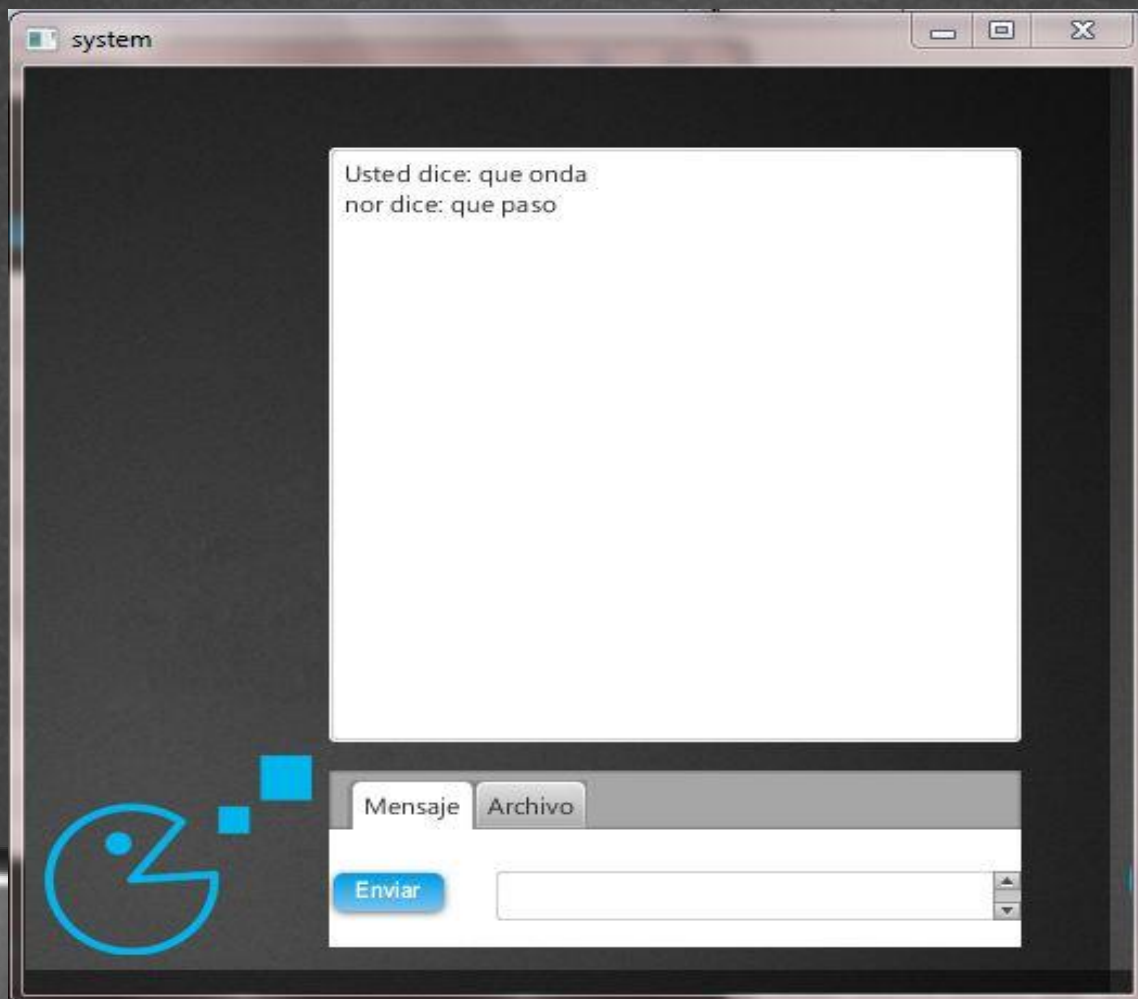 system
Usted dice: que onda
nor dice: que paso
Mensaje Archivo
Enviar